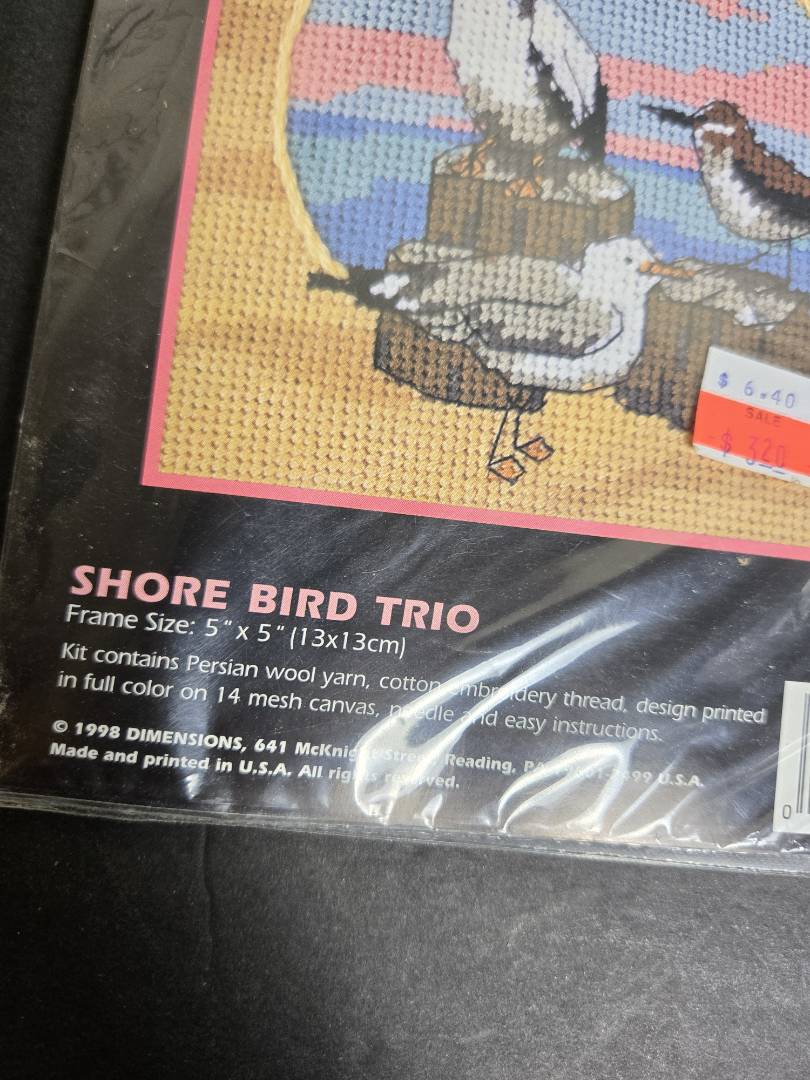 $ 6.40
SALE
$ 3.20
SHORE BIRD TRIO
Frame Size: 5" x 5" (13x13cm)
Kit contains Persian wool yarn, cotton embroidery thread, design printed
in full color on 14 mesh canvas, needle and easy instructions.
© 1998 DIMENSIONS, 641 McKnight Street, Reading, PA U.S.A.
Made and printed in U.S.A. All rights reserved.
0